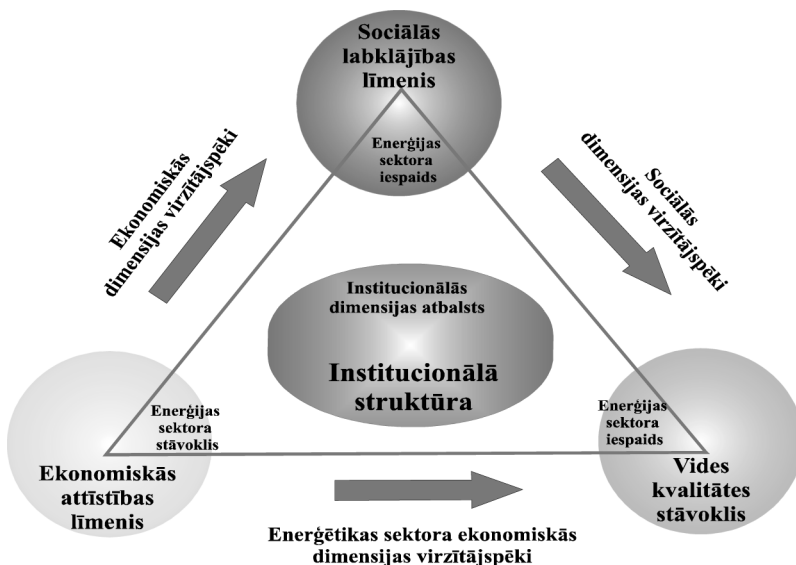 Sociālās
labklājības
līmenis
Enerģijas
sektora
iespaids
Ekonomiskās
dimensijas virzītājspēki
Sociālās
dimensijas virzītājspēki
Institucionālās
dimensijas atbalsts
Institucionālā
struktūra
Enerģijas
sektora
stāvoklis
Ekonomiskās
attīstības
līmenis
Enerģijas
sektora
iespaids
Vides
kvalitātes
stāvoklis
Enerģētikas sektora ekonomiskās
dimensijas virzītājspēki